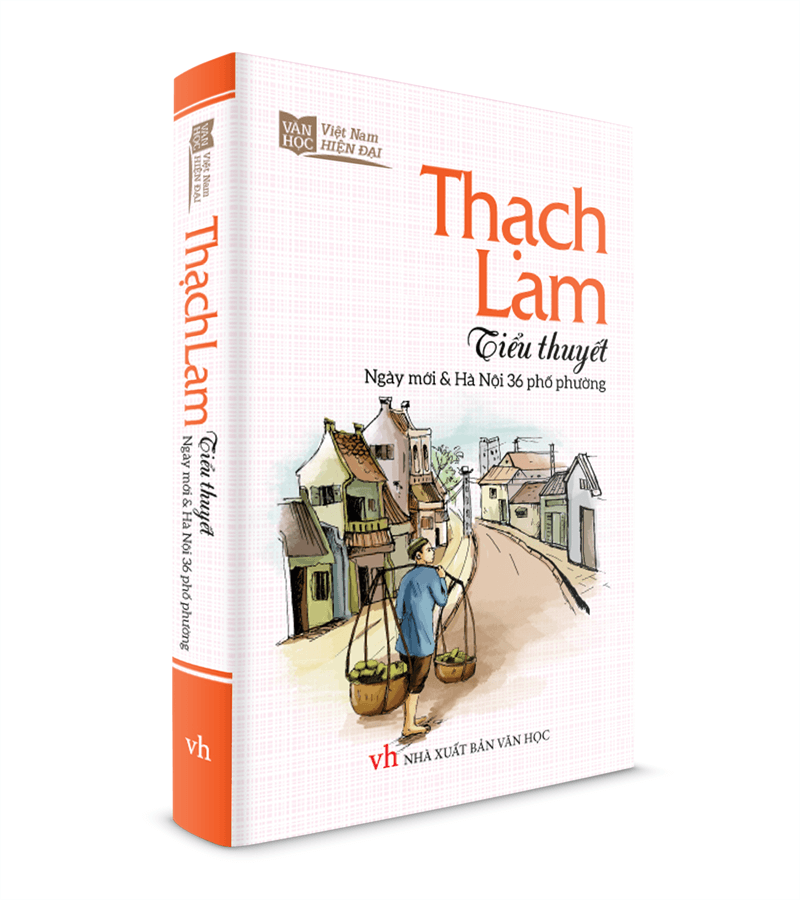 VĂN HỌC
Việt Nam
HIỆN ĐẠI
Thạch
Lam
Tiểu thuyết
Ngày mới & Hà Nội 36 phố phường
vh NHÀ XUẤT BẢN VĂN HỌC
VĂN HỌC
Việt Nam
HIỆN ĐẠI
Thạch Lam
Tiểu thuyết
Ngày mới & Hà Nội 36 phố phường
vh